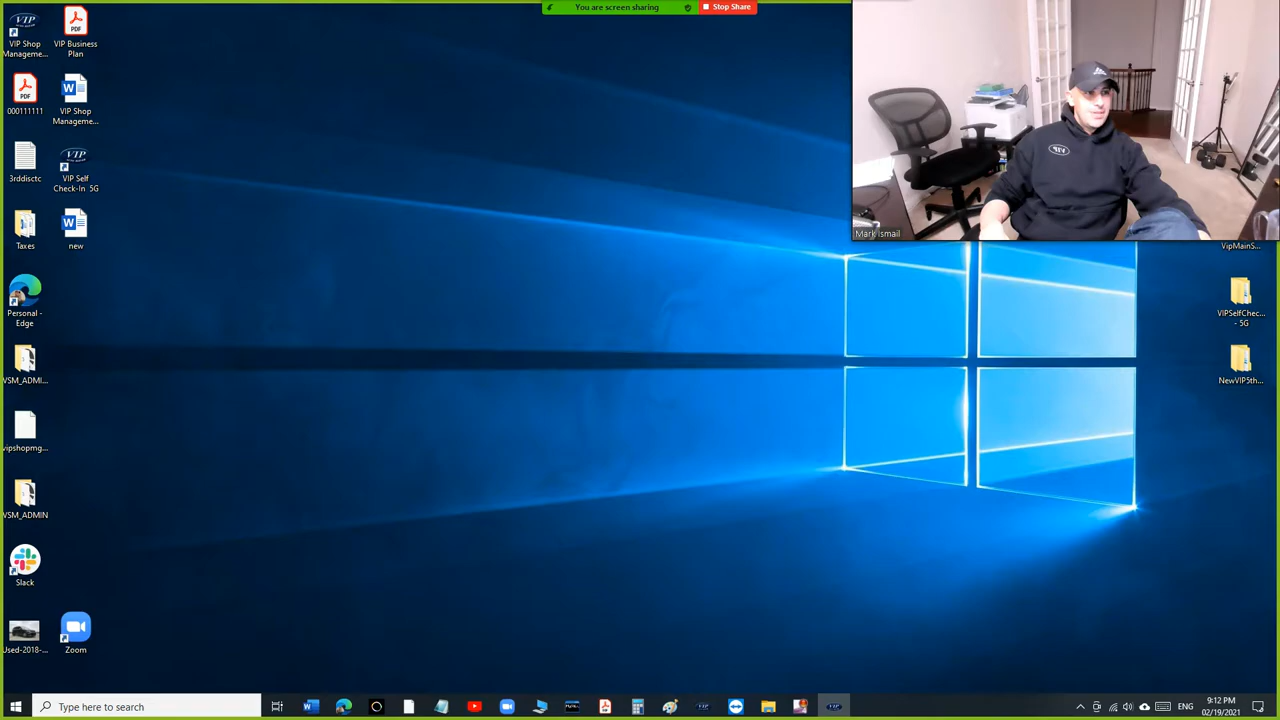 You are screen sharing
Stop Share
VIP Shop
Manageme...
VIP Business
Plan
000111111
VIP Shop
Manageme...
3rddisctc
VIP
VIP Self
Check-In 5G
Taxes
new
Personal -
Edge
VSM_ADMI...
vipshopmg...
VSM_ADMIN
Slack
Used-2018-...
Zoom
Mark Ismail
VipMainS...
VIPSelfChec...
- 5G
NewVIP5th...
Type here to search
ENG
9:12 PM
02/19/2021